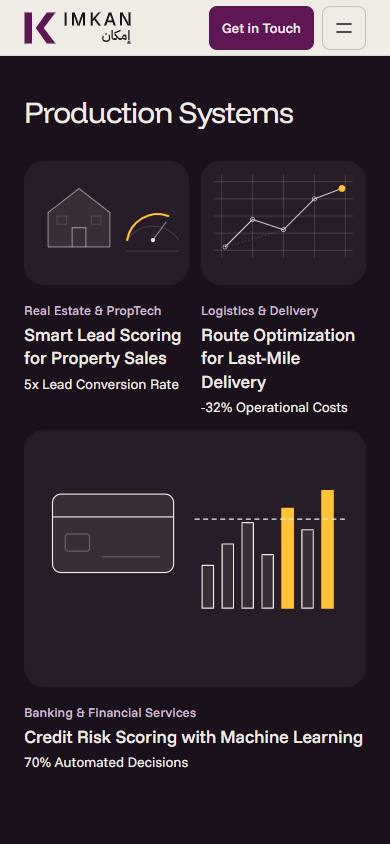 IMKAN
إمكان
Get in Touch
Production Systems
Real Estate & PropTech
Smart Lead Scoring
for Property Sales
5x Lead Conversion Rate
Logistics & Delivery
Route Optimization
for Last-Mile
Delivery
-32% Operational Costs
Banking & Financial Services
Credit Risk Scoring with Machine Learning
70% Automated Decisions